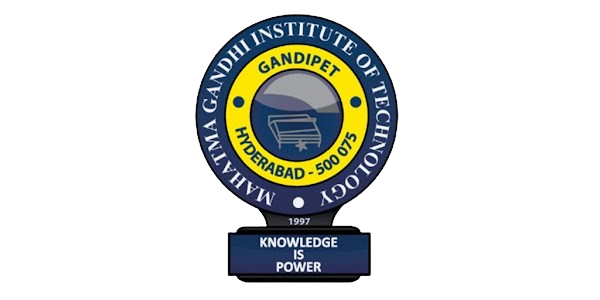 MAHATMA GANDHI INSTITUTE OF TECHNOLOGY
GANDIPET
HYDERABAD - 500 075
1997
KNOWLEDGE
IS
POWER